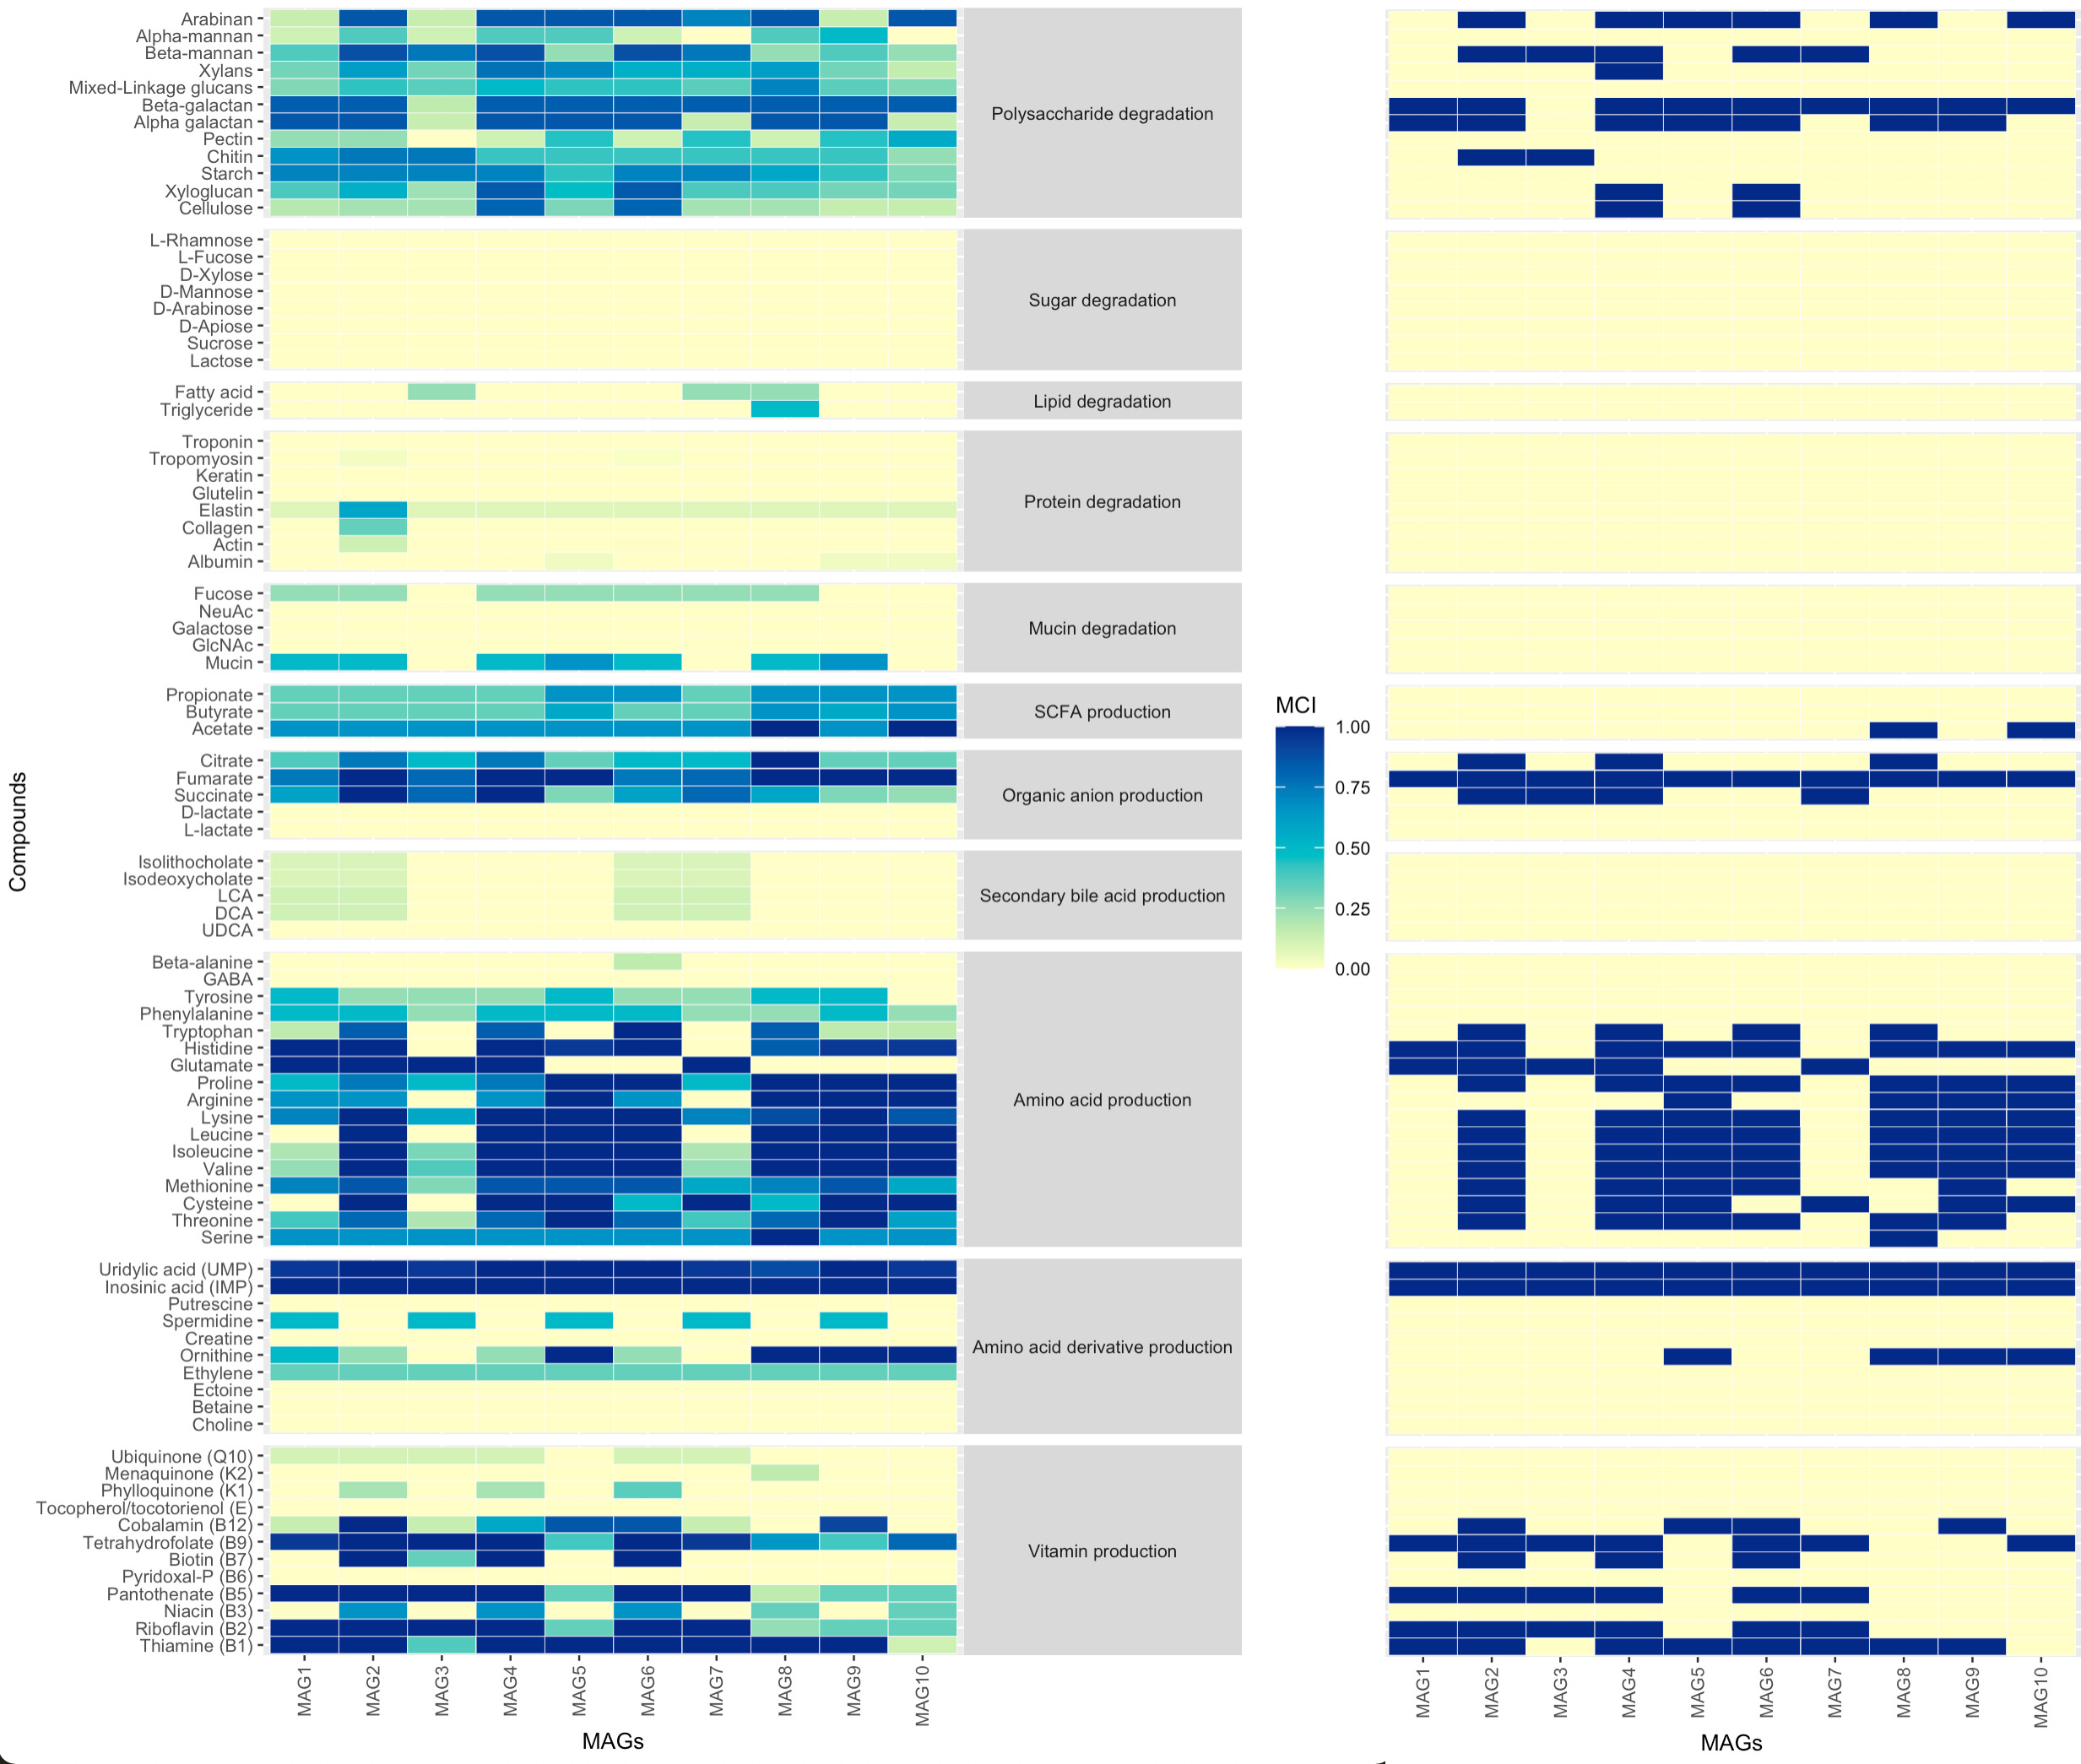 Compounds
Arabinan
Alpha-mannan
Beta-mannan
Xylans
Mixed-Linkage glucans
Beta-galactan
Alpha galactan
Pectin
Chitin
Starch
Xyloglucan
Cellulose
Polysaccharide degradation
L-Rhamnose
L-Fucose
D-Xylose
D-Mannose
D-Arabinose
D-Apiose
Sucrose
Lactose
Sugar degradation
Fatty acid
Triglyceride
Lipid degradation
Troponin
Tropomyosin
Keratin
Glutelin
Elastin
Collagen
Actin
Albumin
Protein degradation
Fucose
NeuAc
Galactose
GlcNAc
Mucin
Mucin degradation
Propionate
Butyrate
Acetate
SCFA production
Citrate
Fumarate
Succinate
D-lactate
L-lactate
Organic anion production
Isolithocholate
Isodeoxycholate
LCA
DCA
UDCA
Secondary bile acid production
Beta-alanine
GABA
Tyrosine
Phenylalanine
Tryptophan
Histidine
Glutamate
Proline
Arginine
Lysine
Leucine
Isoleucine
Valine
Methionine
Cysteine
Threonine
Serine
Amino acid production
Uridylic acid (UMP)
Inosinic acid (IMP)
Putrescine
Spermidine
Creatine
Ornithine
Ethylene
Ectoine
Betaine
Choline
Amino acid derivative production
Ubiquinone (Q10)
Menaquinone (K2)
Phylloquinone (K1)
Tocopherol/tocotorienol (E)
Cobalamin (B12)
Tetrahydrofolate (B9)
Biotin (B7)
Pyridoxal-P (B6)
Pantothenate (B5)
Niacin (B3)
Riboflavin (B2)
Thiamine (B1)
Vitamin production
MAG1
MAG2
MAG3
MAG4
MAG5
MAG6
MAG7
MAG8
MAG9
MAG10
MAGs
MCI
1.00
0.75
0.50
0.25
0.00
MAG1
MAG2
MAG3
MAG4
MAG5
MAG6
MAG7
MAG8
MAG9
MAG10
MAGs